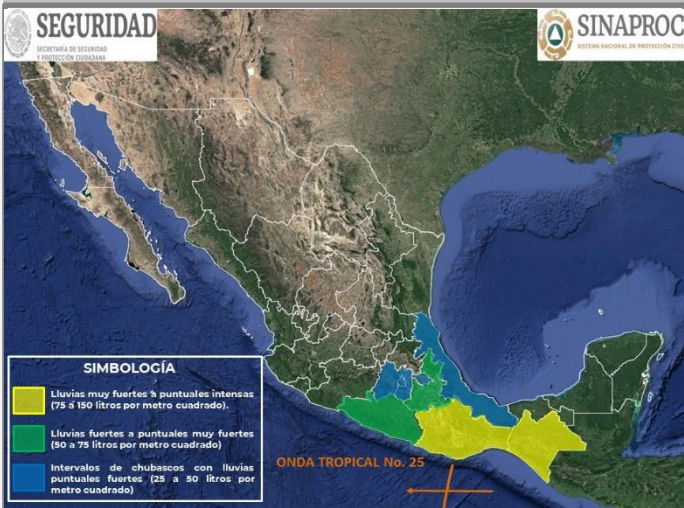 SEGURIDAD
SECRETARÍA DE SEGURIDAD
Y PROTECCIÓN CIUDADANA
SINAPROC
SISTEMA NACIONAL DE PROTECCIÓN CIVIL
SIMBOLOGÍA
Lluvias muy fuertes a puntuales intensas
(75 a 150 litros por metro cuadrado).
Lluvias fuertes a puntuales muy fuertes
(50 a 75 litros por metro cuadrado)
Intervalos de chubascos con lluvias
puntuales fuertes (25 a 50 litros por
metro cuadrado)
ONDA TROPICAL No. 25